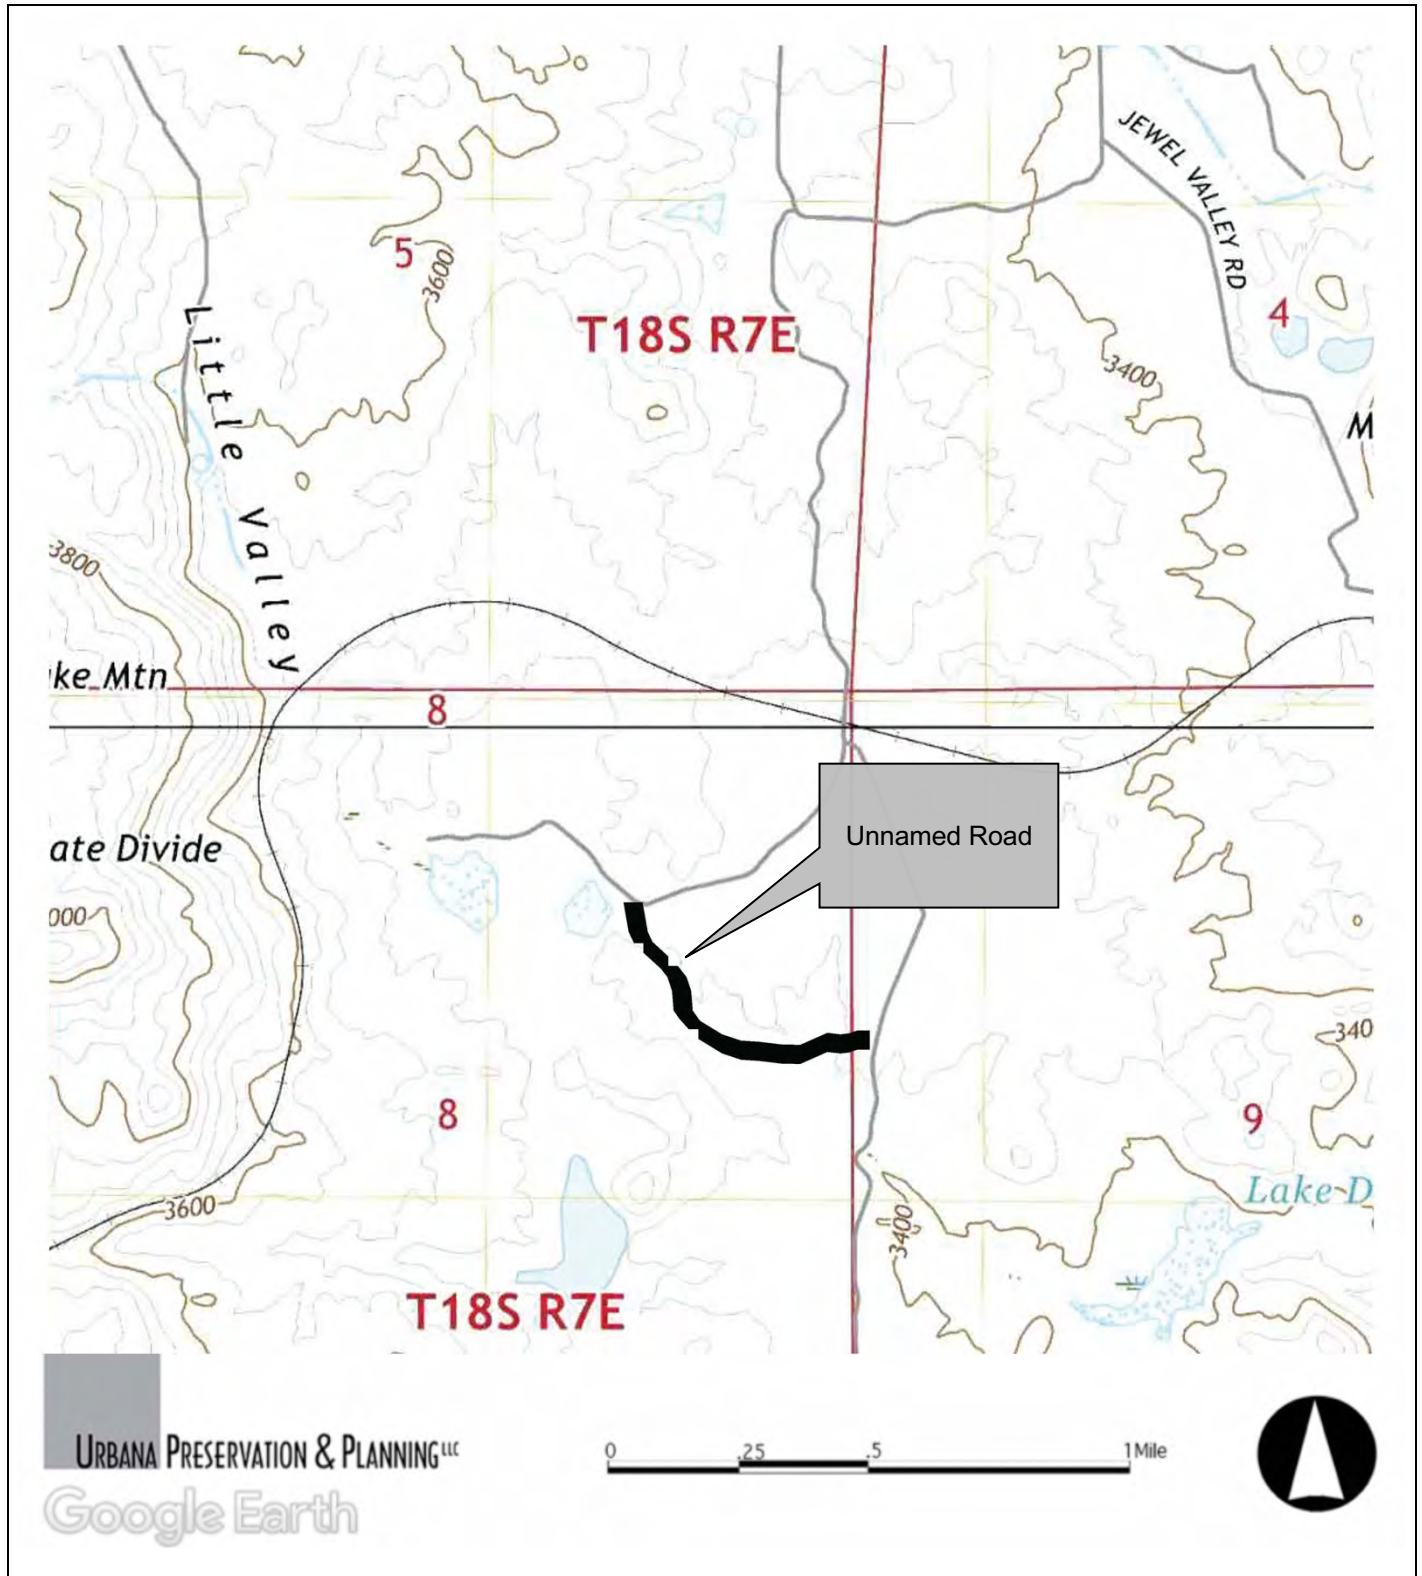 JEWEL VALLEY RD
5
3600
4
T18S R7E
3400
Little Valley
M
3800
ke Mtn
8
Unnamed Road
ate Divide
000
340
8
9
Lake D
3600
3400
T18S R7E
URBANA PRESERVATION & PLANNING LLC
0 .25 .5 1 Mile
Google Earth